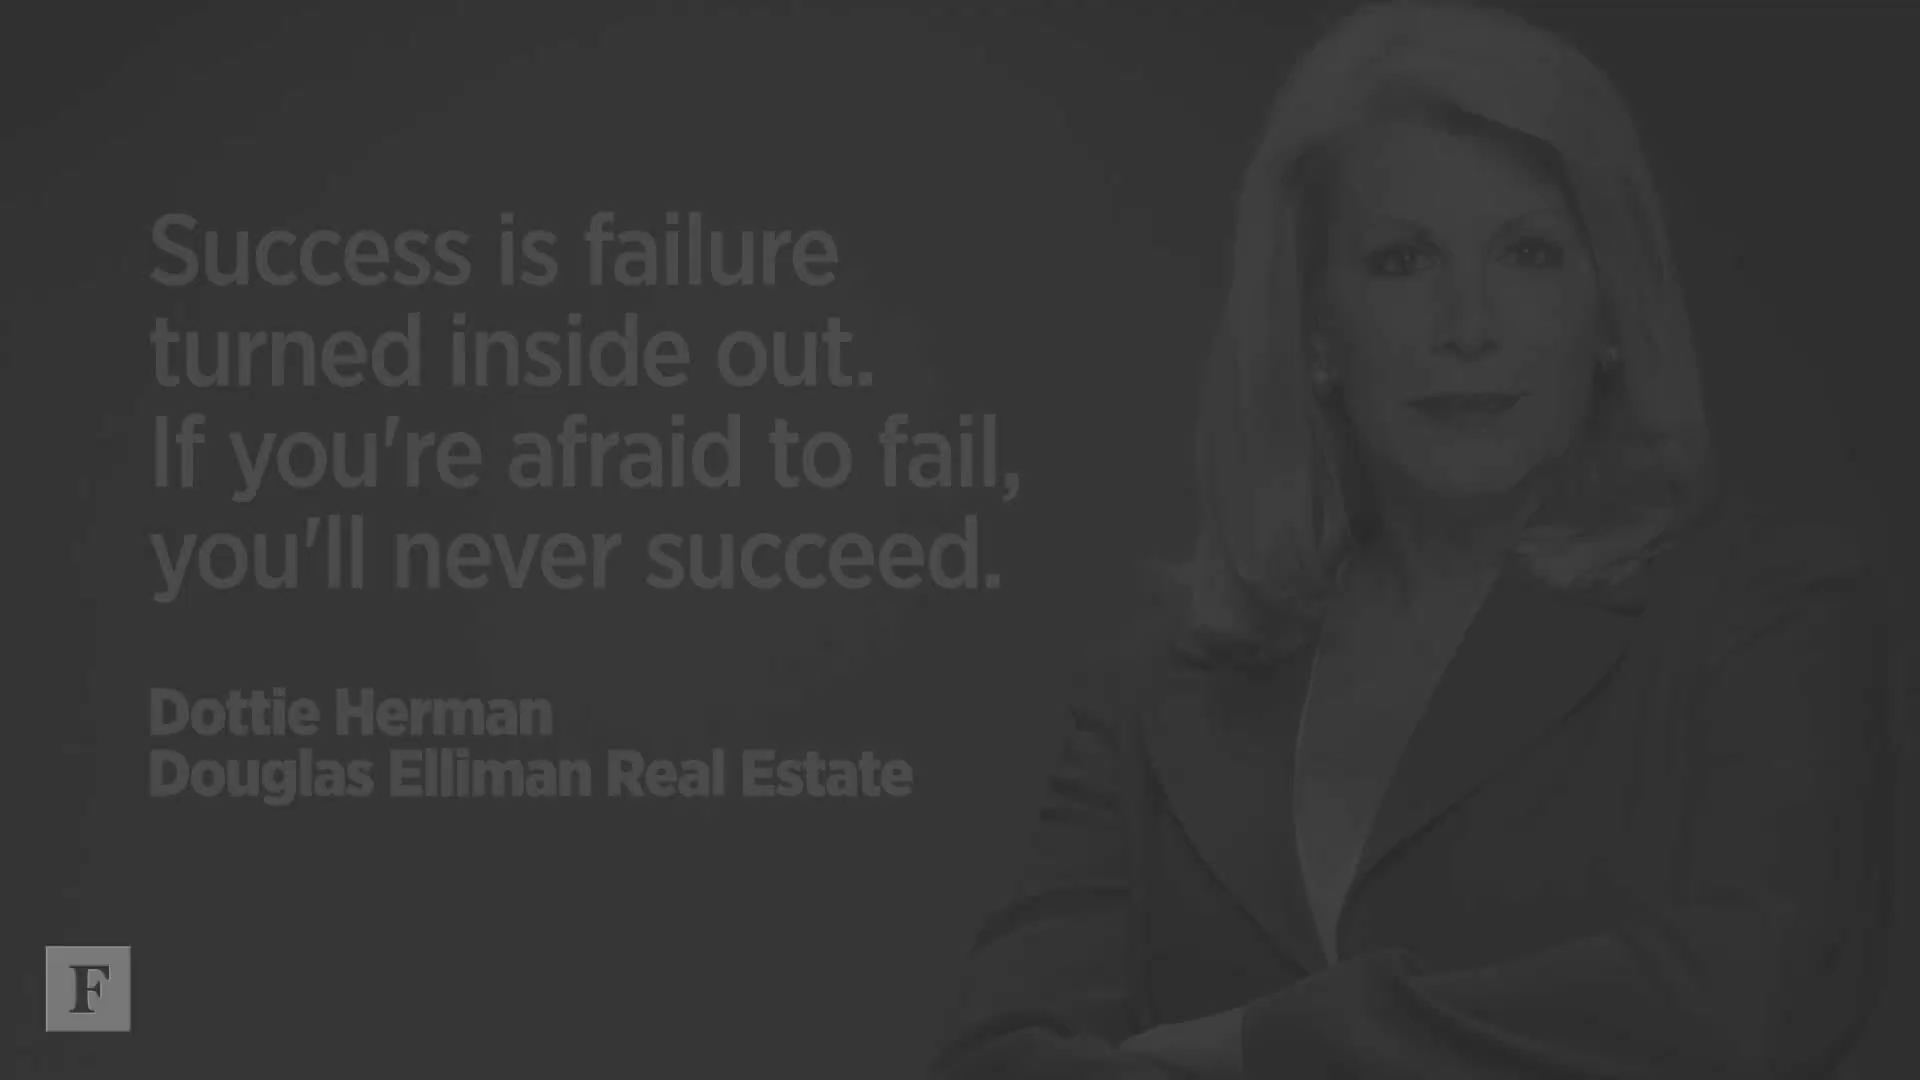 Success is failure
turned inside out.
If you're afraid to fail,
you'll never succeed.
Dottie Herman
Douglas Elliman Real Estate
F